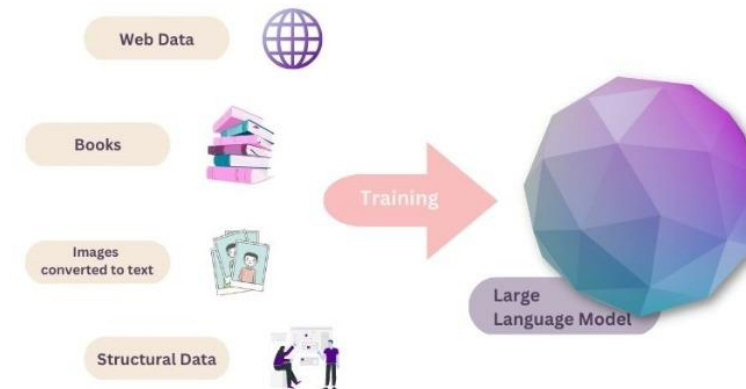 Web Data
Books
Images
converted to text
Structural Data
Training
Large
Language Model